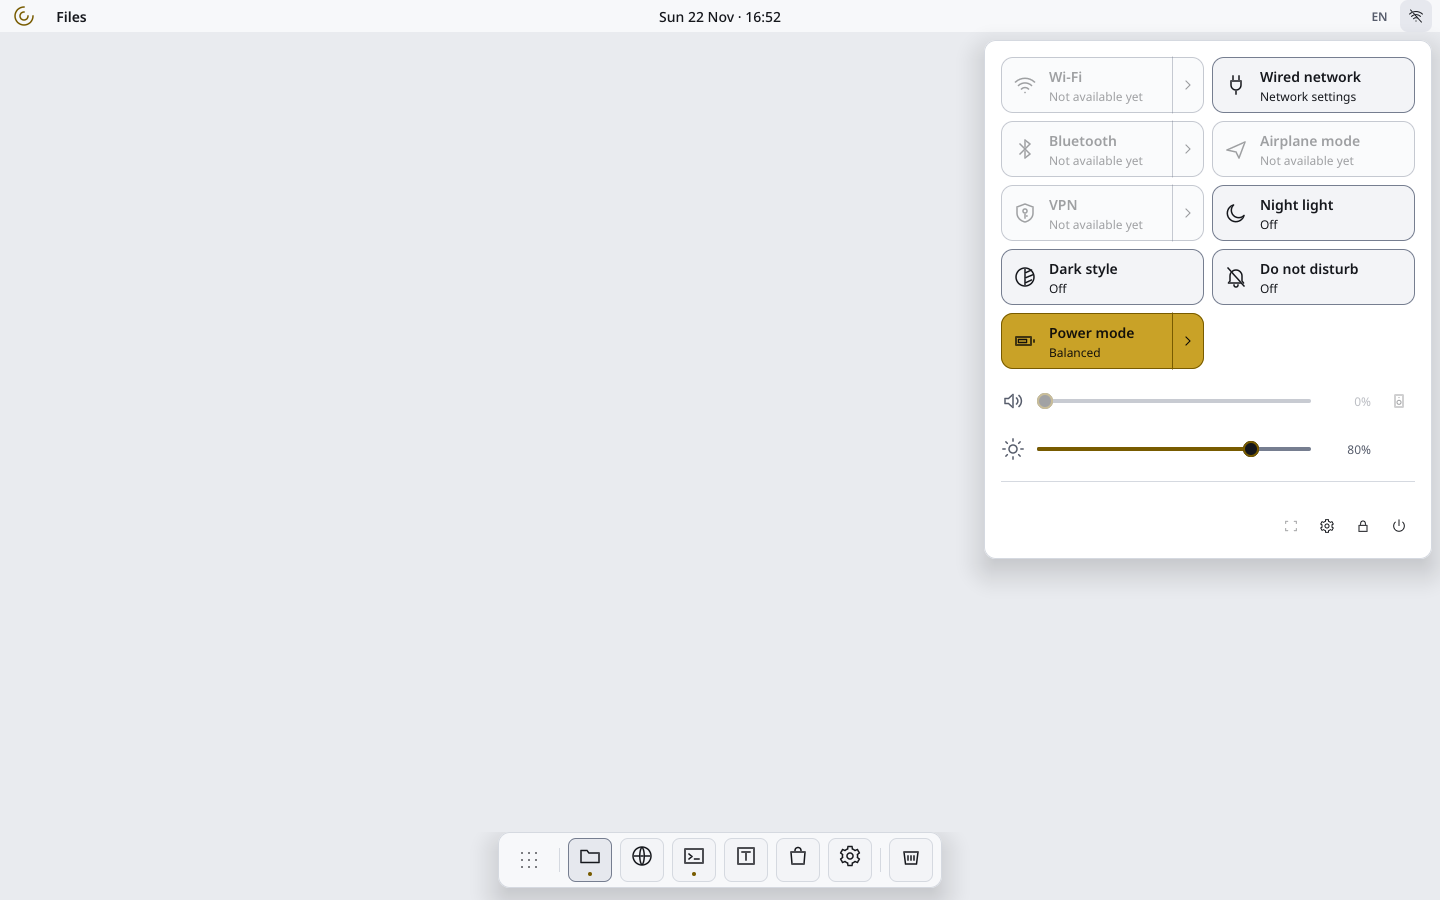 Files
Sun 22 Nov · 16:52
EN
Wi-Fi
Not available yet
Wired network
Network settings
Bluetooth
Not available yet
Airplane mode
Not available yet
VPN
Not available yet
Night light
Off
Dark style
Off
Do not disturb
Off
Power mode
Balanced
0%
80%